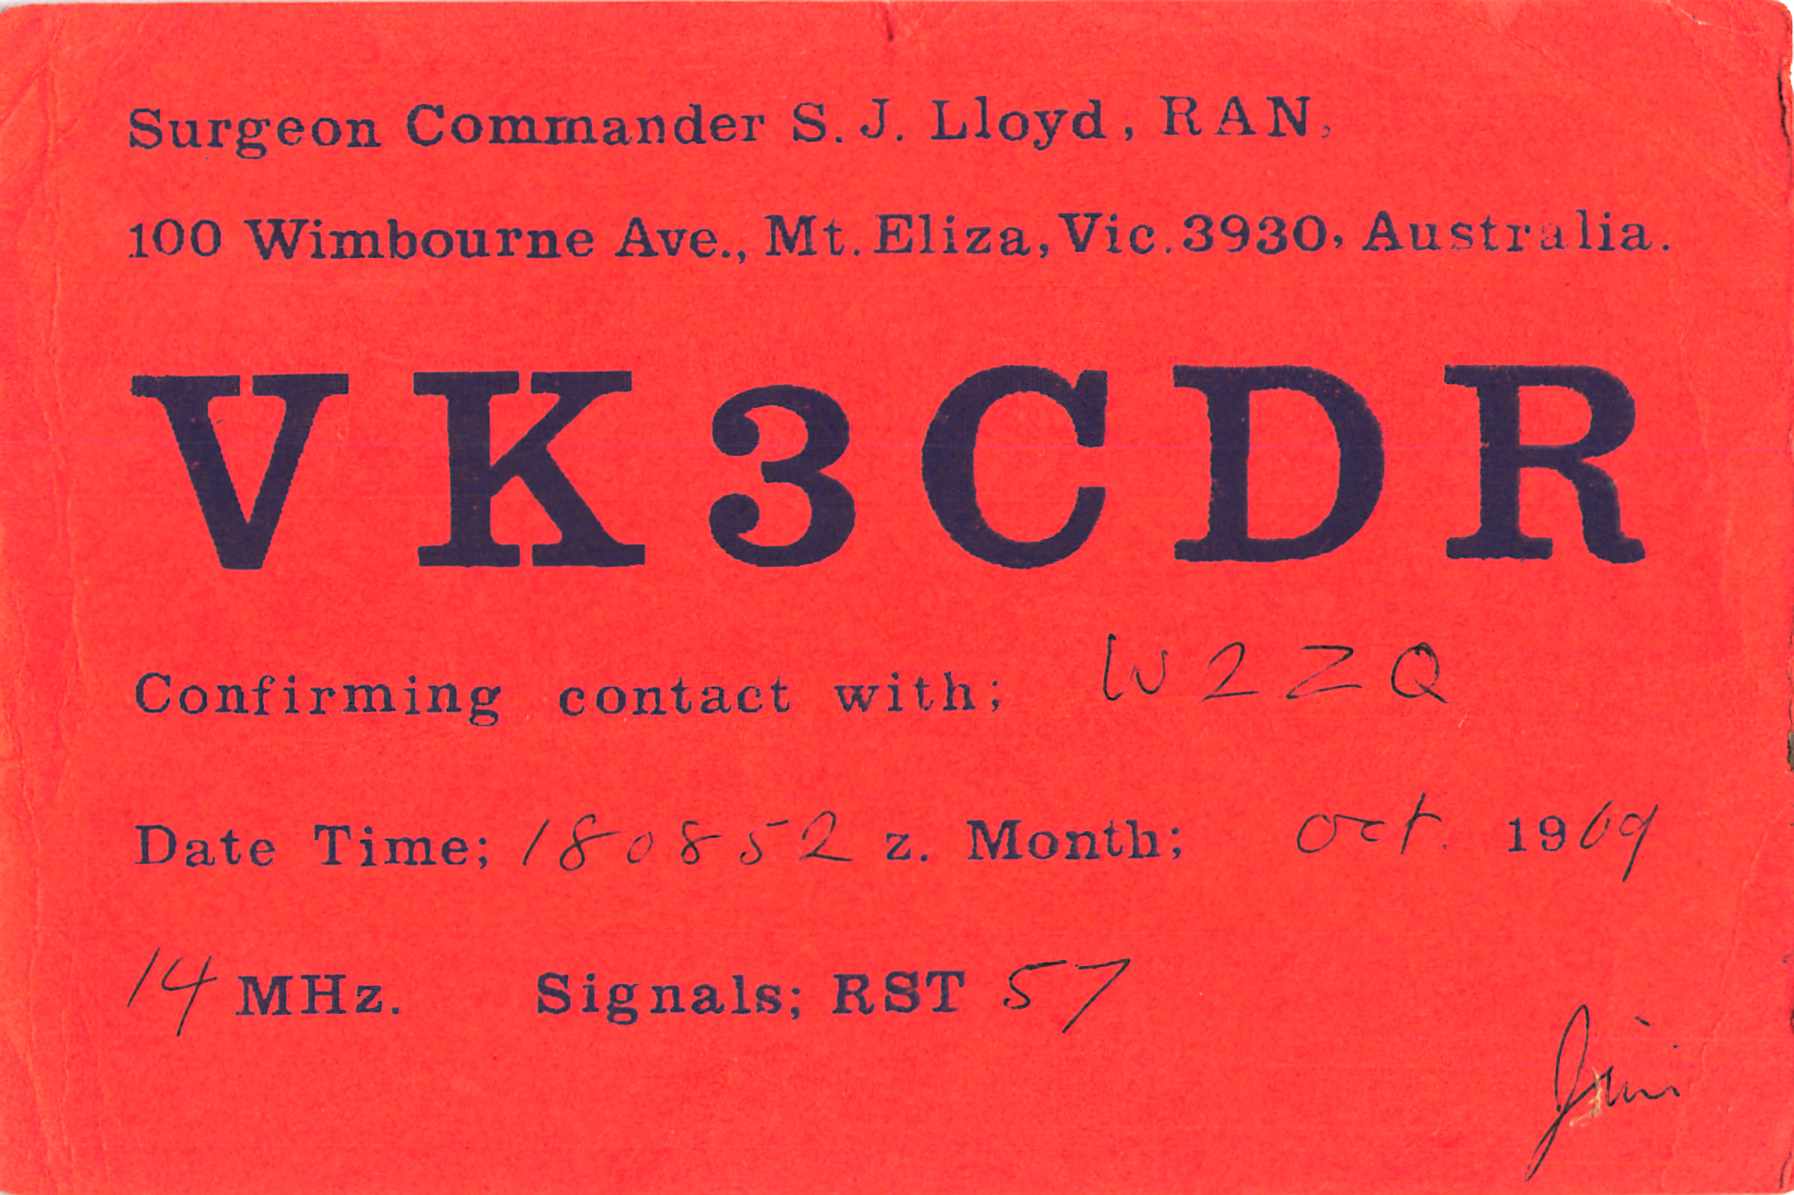 Surgeon Commander S. J. Lloyd, RAN,
100 Wimbourne Ave., Mt. Eliza, Vic. 3930, Australia.
VK3CDR
Confirming contact with; W2ZQ
Date Time; 180852 z. Month; Oct. 1969
14 MHz. Signals; RST 57
Jim